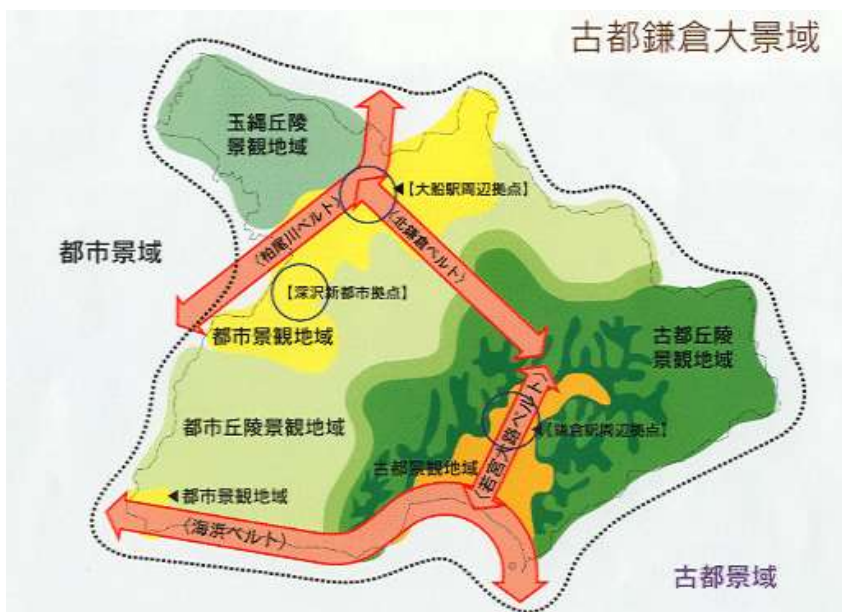 古都鎌倉大景域
玉縄丘陵
景観地域
◀【大船駅周辺拠点】
〈柏尾川ベルト〉
〈北鎌倉ベルト〉
都市景域
【深沢新都市拠点】
都市景観地域
古都丘陵
景観地域
都市丘陵景観地域
〈若宮大路ベルト〉
◀【鎌倉駅周辺拠点】
古都景観地域
◀都市景観地域
〈海浜ベルト〉
古都景域